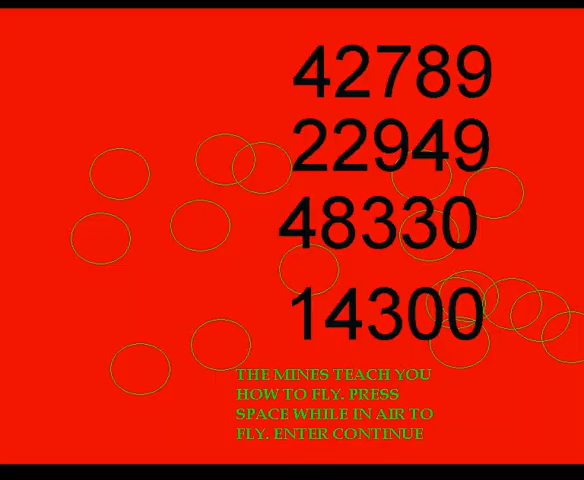 42789
22949
48330
14300
THE MINES TEACH YOU
HOW TO FLY. PRESS
SPACE WHILE IN AIR TO
FLY. ENTER CONTINUE